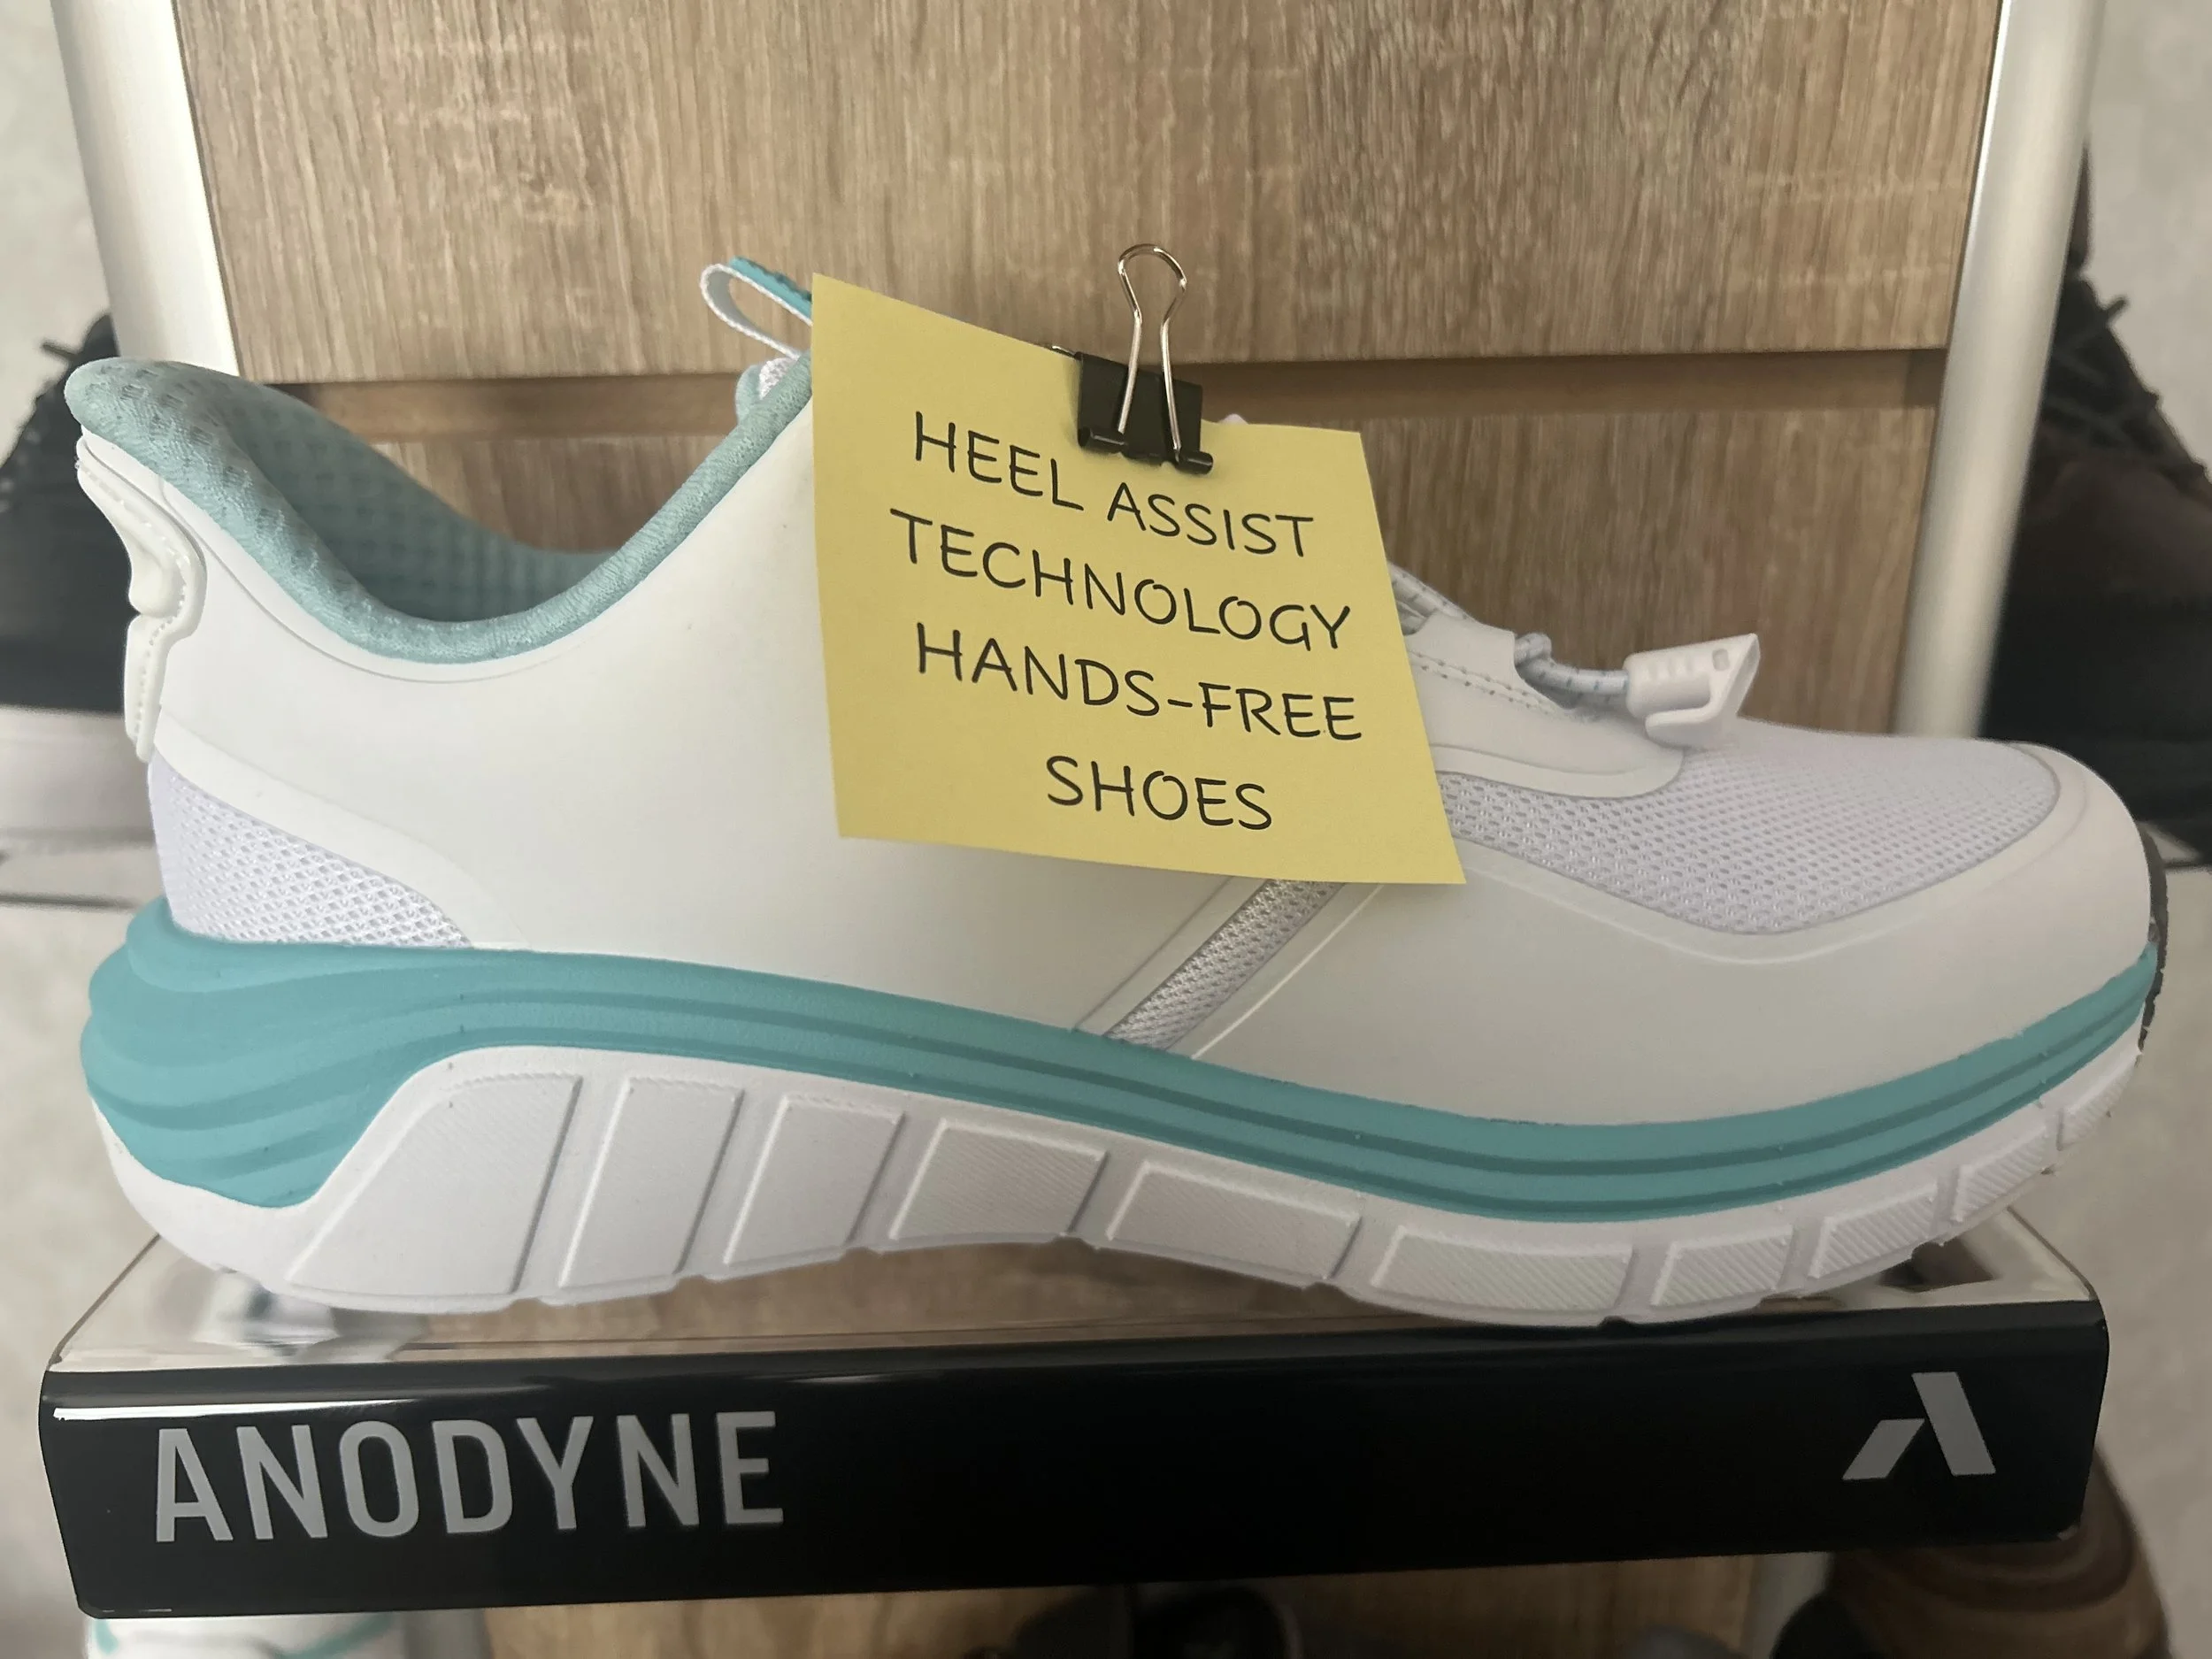 HEEL ASSIST
TECHNOLOGY
HANDS-FREE
SHOES
ANODYNE